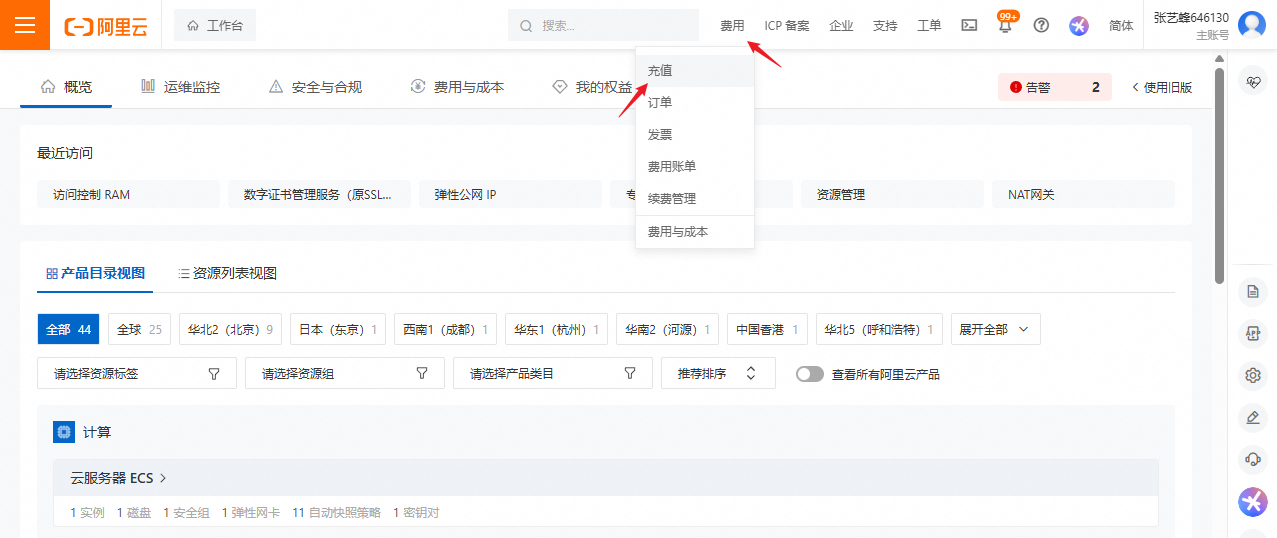 阿里云 工作台 搜索... 费用 ICP 备案 企业 支持 工单 99+ 简体 张艺蜂646130
主账号
概览 运维监控 安全与合规 费用与成本 我的权益 告警 2 使用旧版
充值
订单
发票
费用账单
续费管理
费用与成本
最近访问
访问控制 RAM 数字证书管理服务（原SSL... 弹性公网 IP 专 资源管理 NAT网关
产品目录视图 资源列表视图
全部 44 全球 25 华北2（北京）9 日本（东京）1 西南1（成都）1 华东1（杭州）1 华南2（河源）1 中国香港 1 华北5（呼和浩特）1 展开全部
请选择资源标签 请选择资源组 请选择产品类目 推荐排序 查看所有阿里云产品
计算
云服务器 ECS
1 实例 1 磁盘 1 安全组 1 弹性网卡 11 自动快照策略 1 密钥对
APP